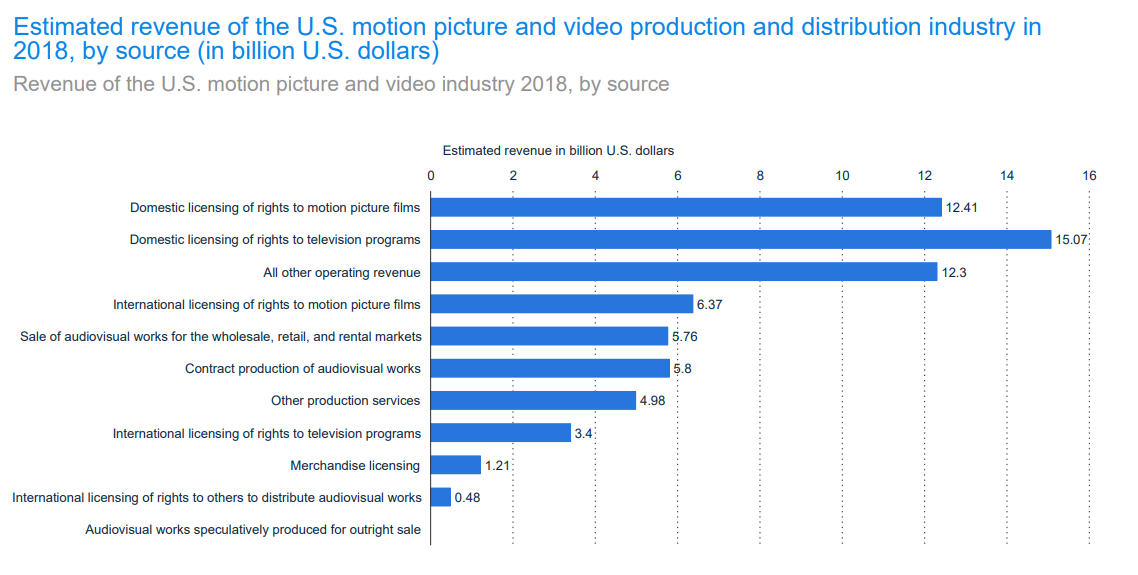 Estimated revenue of the U.S. motion picture and video production and distribution industry in
2018, by source (in billion U.S. dollars)
Revenue of the U.S. motion picture and video industry 2018, by source
Estimated revenue in billion U.S. dollars
0 2 4 6 8 10 12 14 16
Domestic licensing of rights to motion picture films 12.41
Domestic licensing of rights to television programs 15.07
All other operating revenue 12.3
International licensing of rights to motion picture films 6.37
Sale of audiovisual works for the wholesale, retail, and rental markets 5.76
Contract production of audiovisual works 5.8
Other production services 4.98
International licensing of rights to television programs 3.4
Merchandise licensing 1.21
International licensing of rights to others to distribute audiovisual works 0.48
Audiovisual works speculatively produced for outright sale